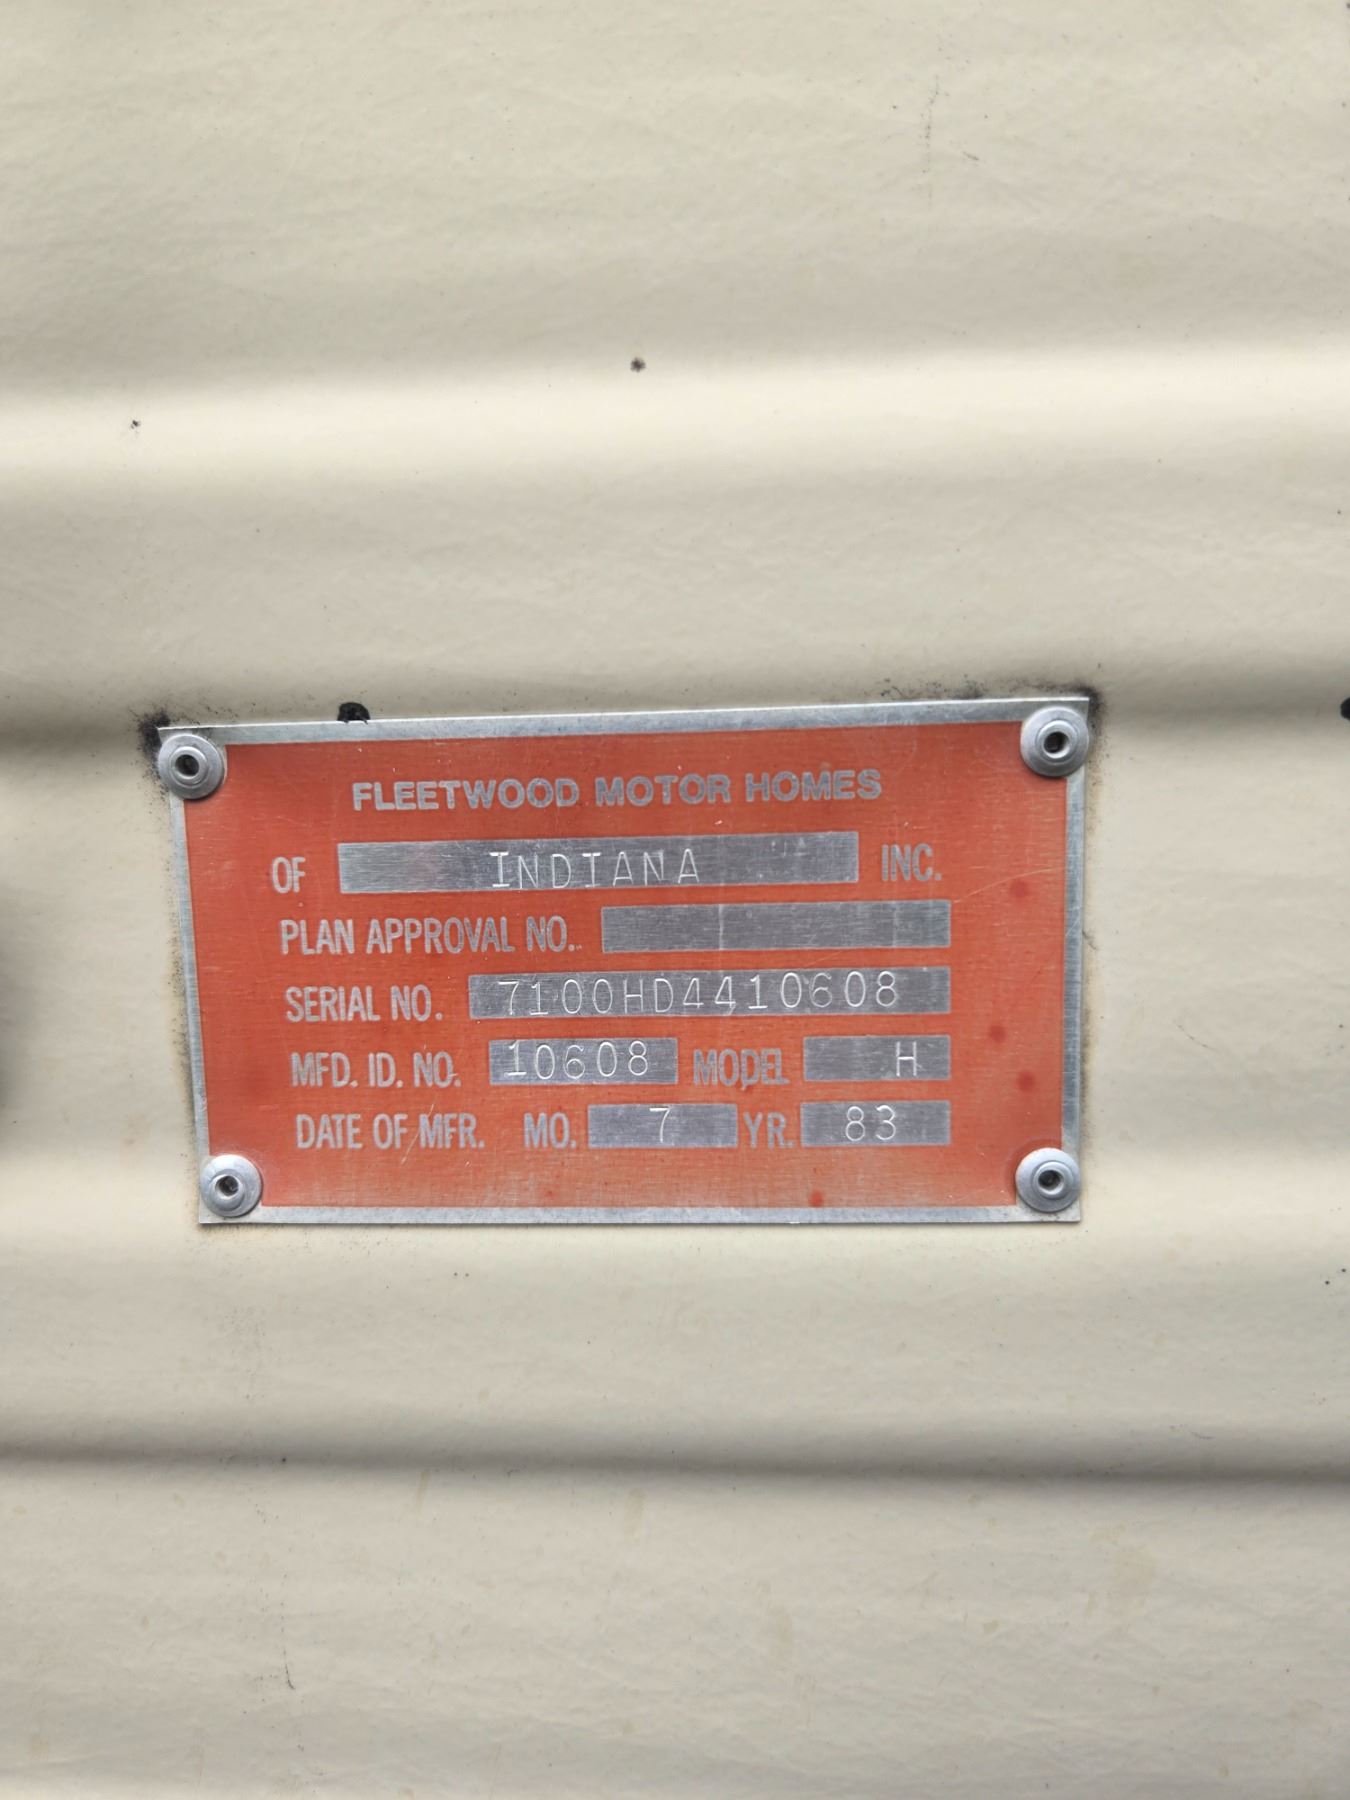 FLEETWOOD MOTOR HOMES
OF INDIANA INC.
PLAN APPROVAL NO.
SERIAL NO. 7100HD4410608
MFD. ID. NO. 10608 MODEL H
DATE OF MFR. MO. 7 YR. 83